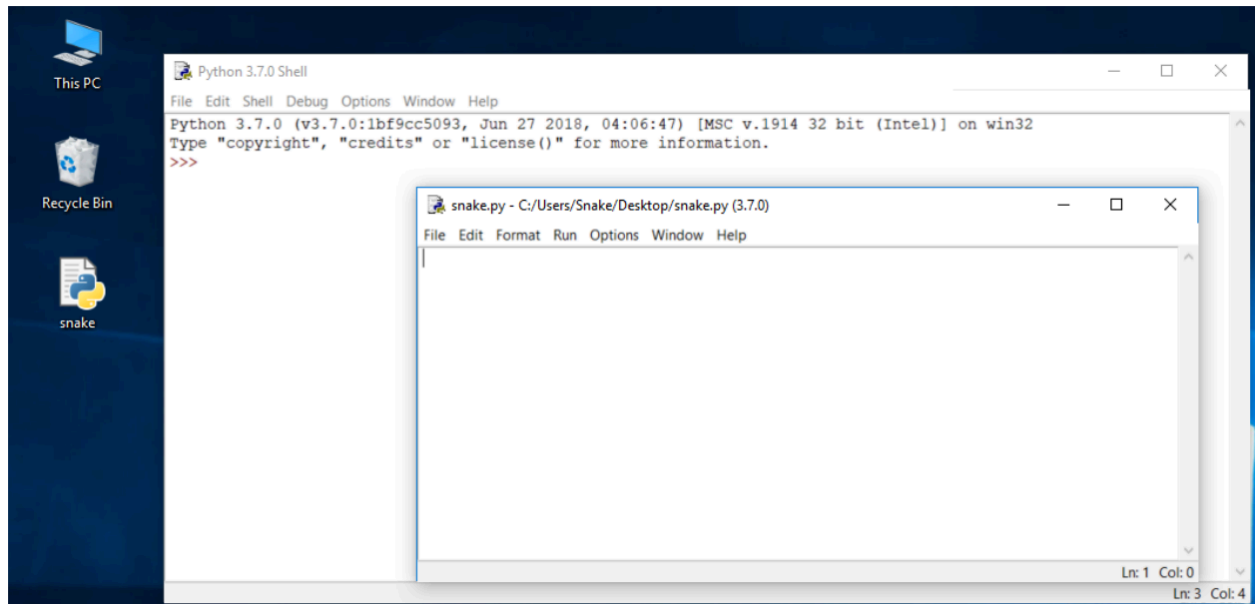 This PC
Recycle Bin
snake
Python 3.7.0 Shell
File Edit Shell Debug Options Window Help
Python 3.7.0 (v3.7.0:1bf9cc5093, Jun 27 2018, 04:06:47) [MSC v.1914 32 bit (Intel)] on win32
Type "copyright", "credits" or "license()" for more information.
>>>
snake.py - C:/Users/Snake/Desktop/snake.py (3.7.0)
File Edit Format Run Options Window Help
Ln: 1 Col: 0
Ln: 3 Col: 4